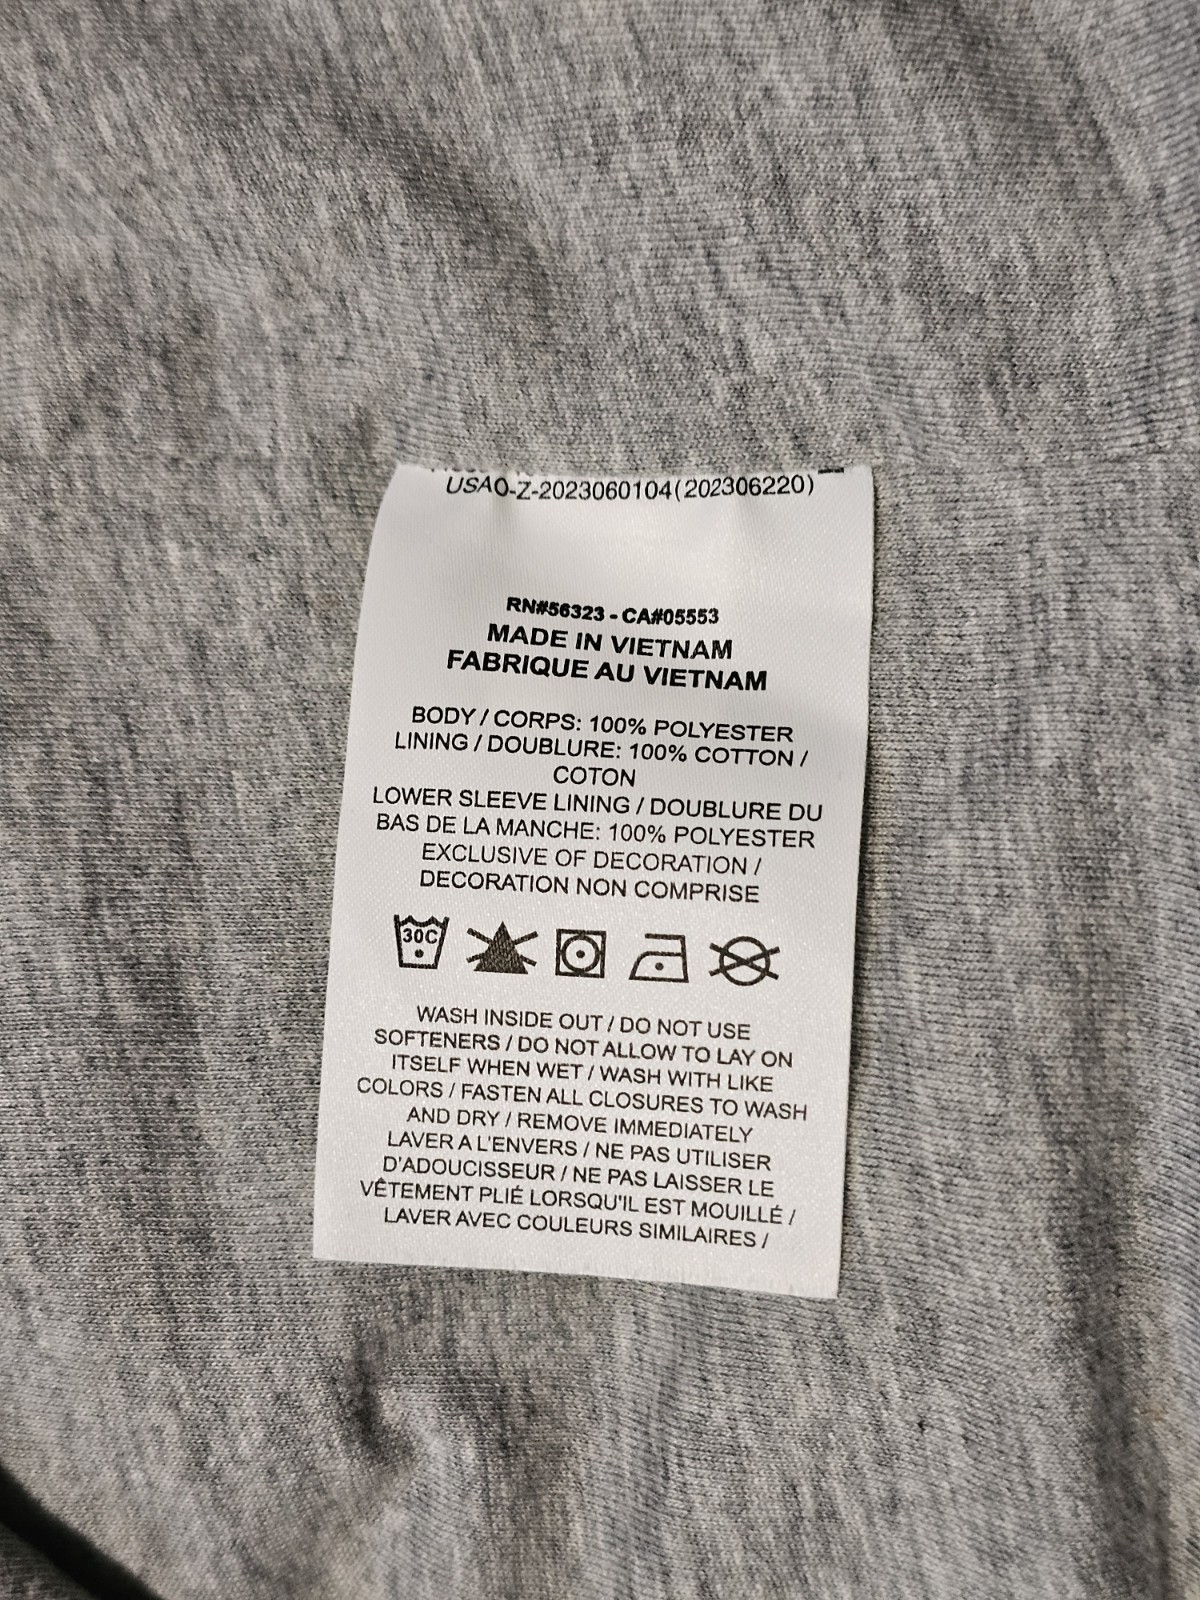 USAO-Z-2023060104(202306220)
RN#56323 - CA#05553
MADE IN VIETNAM
FABRIQUE AU VIETNAM
BODY / CORPS: 100% POLYESTER
LINING / DOUBLURE: 100% COTTON /
COTON
LOWER SLEEVE LINING / DOUBLURE DU
BAS DE LA MANCHE: 100% POLYESTER
EXCLUSIVE OF DECORATION /
DECORATION NON COMPRISE
30C
WASH INSIDE OUT / DO NOT USE
SOFTENERS / DO NOT ALLOW TO LAY ON
ITSELF WHEN WET / WASH WITH LIKE
COLORS / FASTEN ALL CLOSURES TO WASH
AND DRY / REMOVE IMMEDIATELY
LAVER A L'ENVERS / NE PAS UTILISER
D'ADOUCISSEUR / NE PAS LAISSER LE
VÊTEMENT PLIÉ LORSQU'IL EST MOUILLÉ /
LAVER AVEC COULEURS SIMILAIRES /